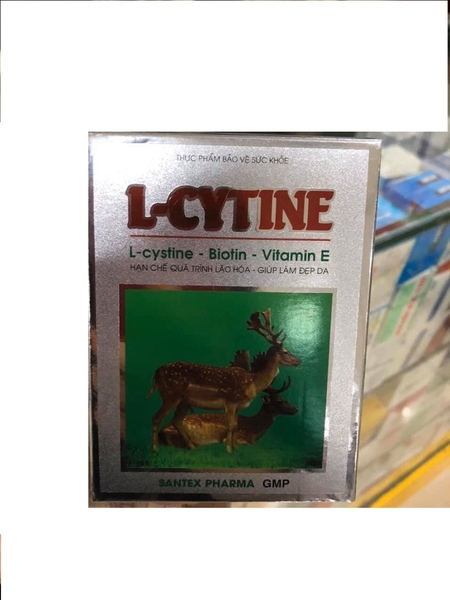 THỰC PHẨM BẢO VỆ SỨC KHỎE
L-CYTINE
L-cystine - Biotin - Vitamin E
HẠN CHẾ QUÁ TRÌNH LÃO HÓA - GIÚP LÀM ĐẸP DA
SANTEX PHARMA GMP